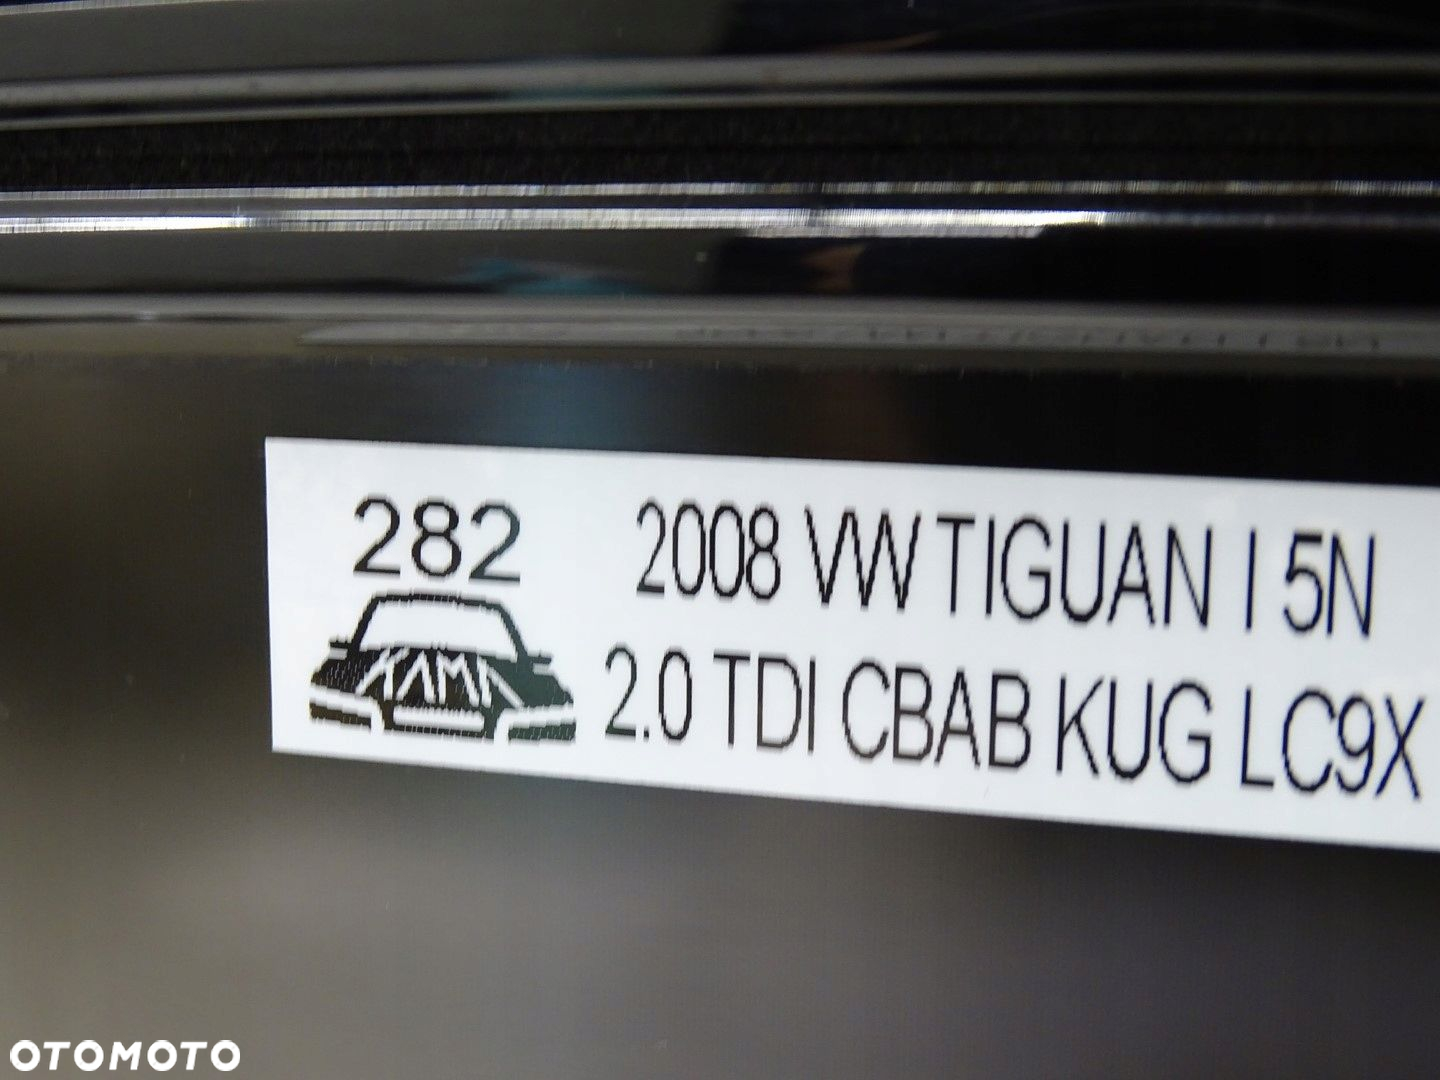 282
2008 VW TIGUAN I 5N
KAMA
2.0 TDI CBAB KUG LC9X
OTOMOTO